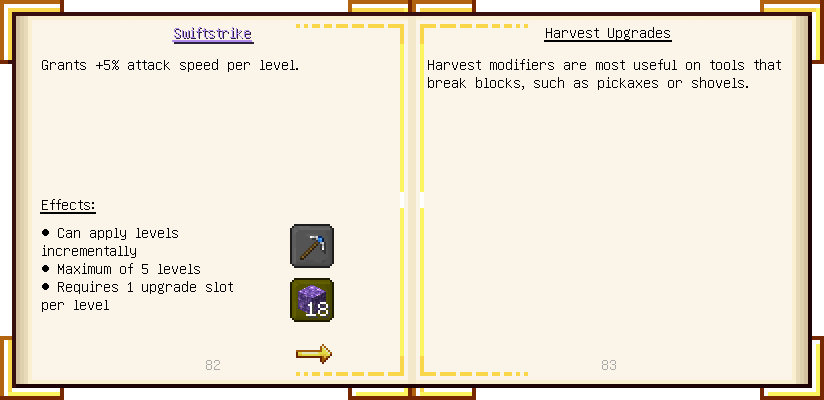 Swiftstrike
Grants +5% attack speed per level.
Effects:
• Can apply levels
incrementally
• Maximum of 5 levels
• Requires 1 upgrade slot
per level
18
82
Harvest Upgrades
Harvest modifiers are most useful on tools that
break blocks, such as pickaxes or shovels.
83